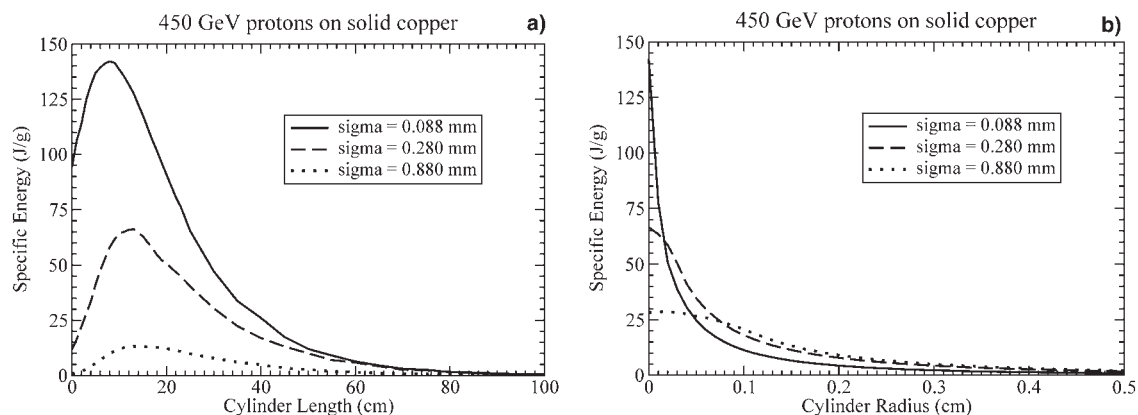 450 GeV protons on solid copper
a)
150
125
100
75
50
25
0
Specific Energy (J/g)
sigma = 0.088 mm
sigma = 0.280 mm
sigma = 0.880 mm
0 20 40 60 80 100
Cylinder Length (cm)
450 GeV protons on solid copper
b)
150
125
100
75
50
25
0
Specific Energy (J/g)
sigma = 0.088 mm
sigma = 0.280 mm
sigma = 0.880 mm
0 0.1 0.2 0.3 0.4 0.5
Cylinder Radius (cm)